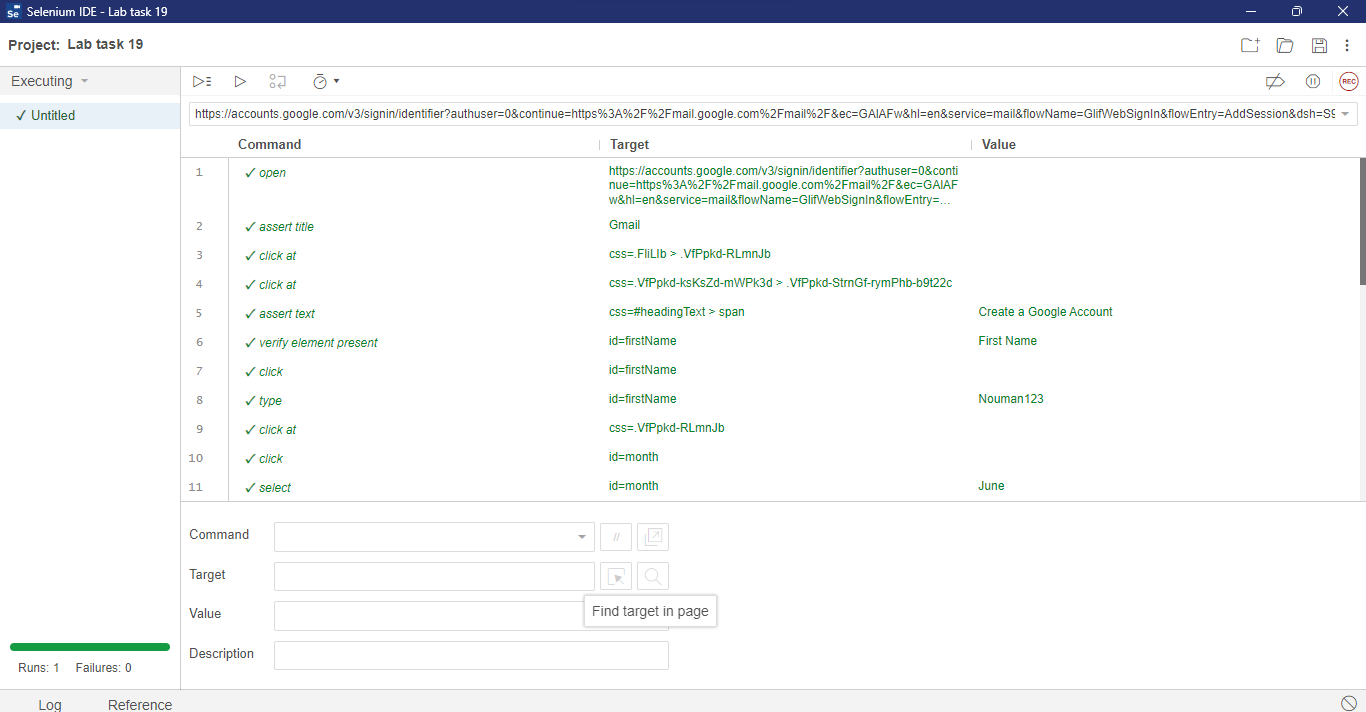 Selenium IDE - Lab task 19
Project: Lab task 19
Executing
REC
✓ Untitled
https://accounts.google.com/v3/signin/identifier?authuser=0&continue=https%3A%2F%2Fmail.google.com%2Fmail%2F&ec=GAlAFw&hl=en&service=mail&flowName=GlifWebSignIn&flowEntry=AddSession&dsh=S9
Command Target Value
1 ✓ open https://accounts.google.com/v3/signin/identifier?authuser=0&conti
nue=https%3A%2F%2Fmail.google.com%2Fmail%2F&ec=GAlAF
w&hl=en&service=mail&flowName=GlifWebSignIn&flowEntry=...
2 ✓ assert title Gmail
3 ✓ click at css=.FliLIb > .VfPpkd-RLmnJb
4 ✓ click at css=.VfPpkd-ksKsZd-mWPk3d > .VfPpkd-StrnGf-rymPhb-b9t22c
5 ✓ assert text css=#headingText > span Create a Google Account
6 ✓ verify element present id=firstName First Name
7 ✓ click id=firstName
8 ✓ type id=firstName Nouman123
9 ✓ click at css=.VfPpkd-RLmnJb
10 ✓ click id=month
11 ✓ select id=month June
Command //
Target
Find target in page
Value
Description
Runs: 1 Failures: 0
Log Reference